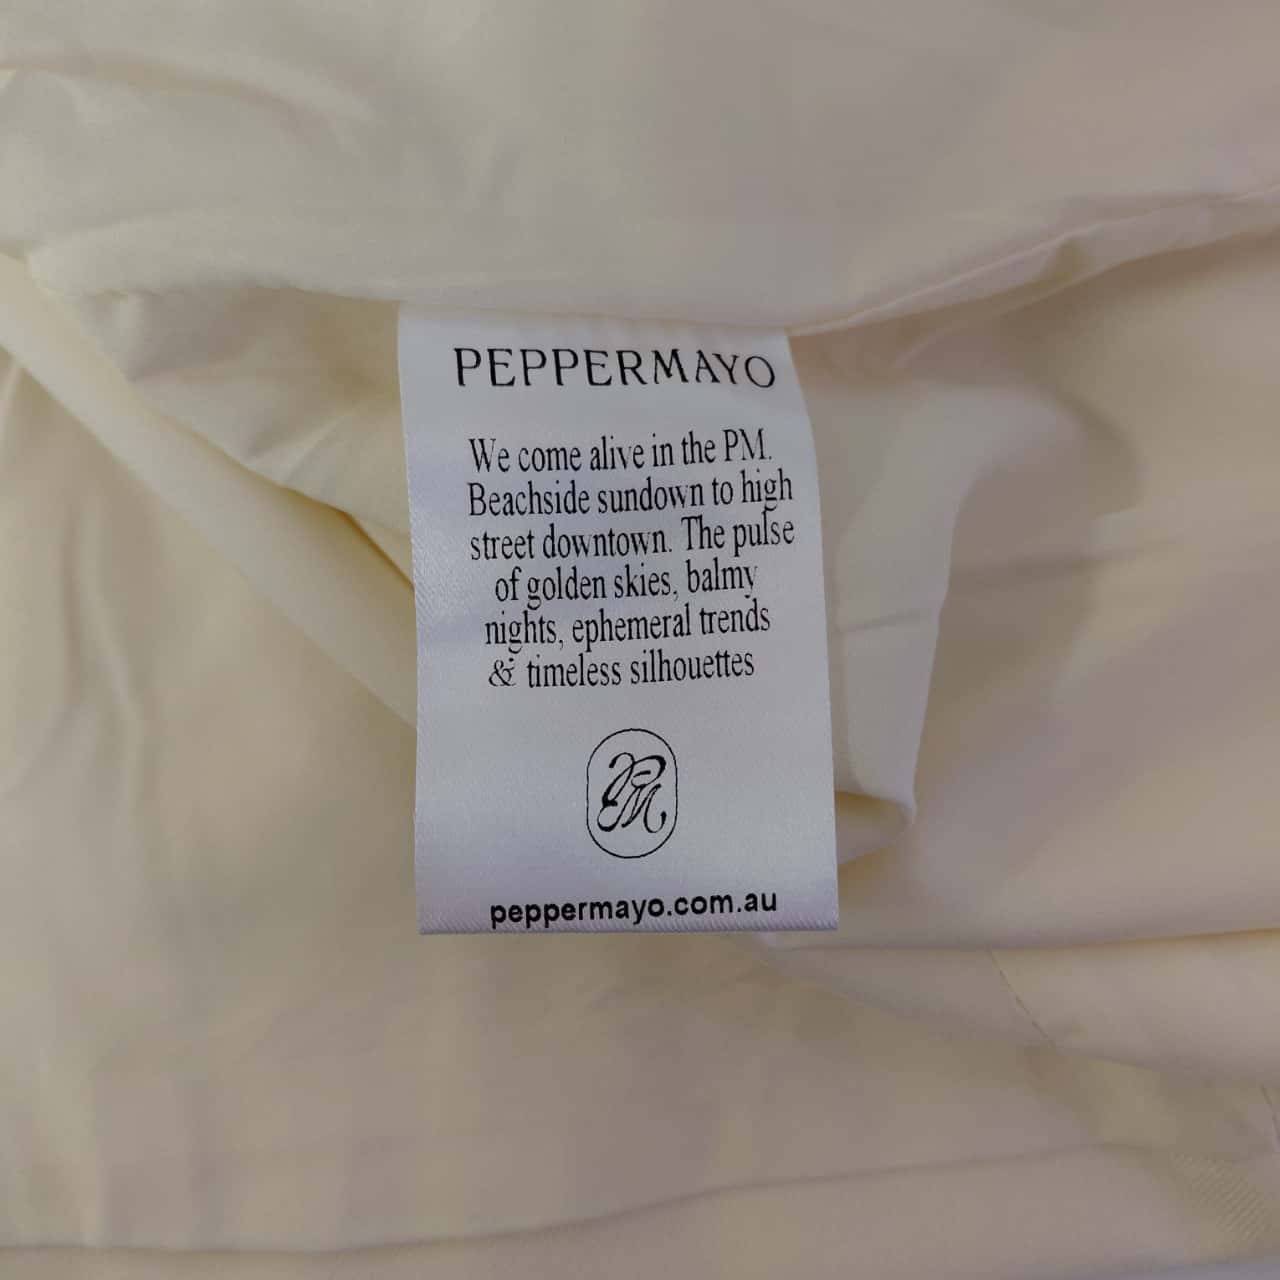 PEPPERMAYO
We come alive in the PM.
Beachside sundown to high
street downtown. The pulse
of golden skies, balmy
nights, ephemeral trends
& timeless silhouettes
PM
peppermayo.com.au